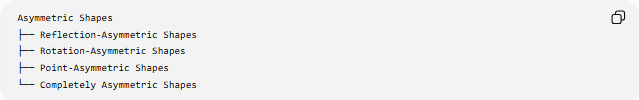 Asymmetric Shapes
├── Reflection-Asymmetric Shapes
├── Rotation-Asymmetric Shapes
├── Point-Asymmetric Shapes
└── Completely Asymmetric Shapes